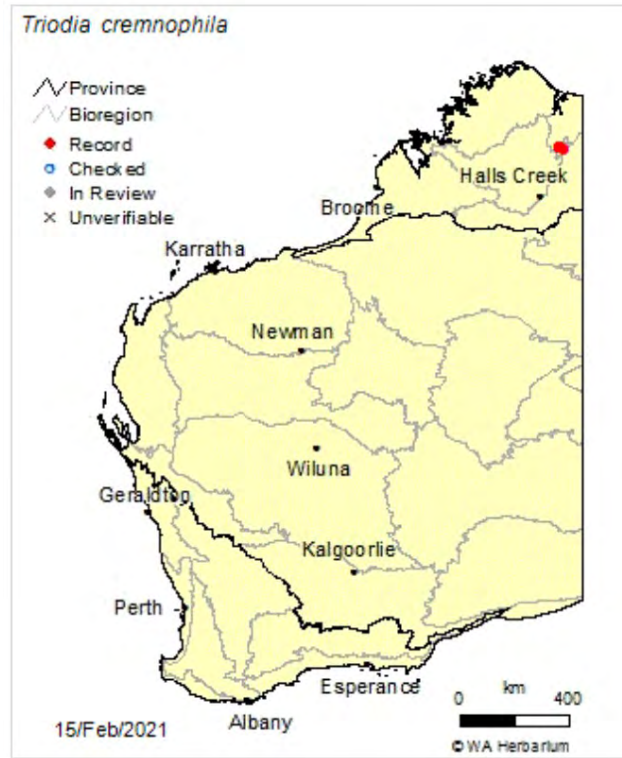 Triodia cremnophila
Province
Bioregion
Record
Checked
In Review
Unverifiable
Halls Creek
Broome
Karratha
Newman
Wiluna
Geraldton
Kalgoorlie
Perth
Esperance
Albany
0 km 400
15/Feb/2021
© WA Herbarium